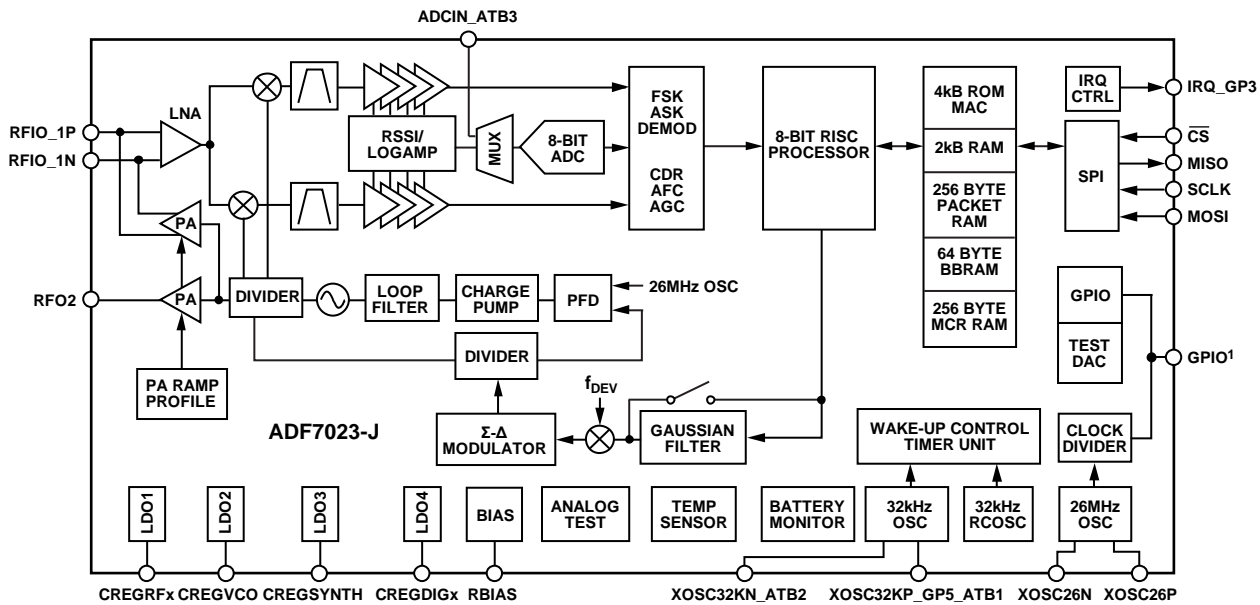 ADCIN_ATB3
RFIO_1P
RFIO_1N
LNA
RSSI/
LOGAMP
MUX
8-BIT
ADC
FSK
ASK
DEMOD
CDR
AFC
AGC
8-BIT RISC
PROCESSOR
4kB ROM
MAC
2kB RAM
256 BYTE
PACKET
RAM
64 BYTE
BBRAM
256 BYTE
MCR RAM
IRQ
CTRL
IRQ_GP3
SPI
CS
MISO
SCLK
MOSI
PA
RFO2
PA
DIVIDER
LOOP
FILTER
CHARGE
PUMP
PFD
26MHz OSC
DIVIDER
GPIO
TEST
DAC
GPIO¹
PA RAMP
PROFILE
ADF7023-J
Σ-Δ
MODULATOR
fDEV
GAUSSIAN
FILTER
WAKE-UP CONTROL
TIMER UNIT
CLOCK
DIVIDER
LDO1
LDO2
LDO3
LDO4
BIAS
ANALOG
TEST
TEMP
SENSOR
BATTERY
MONITOR
32kHz
OSC
32kHz
RCOSC
26MHz
OSC
CREGRFx
CREGVCO
CREGSYNTH
CREGDIGx
RBIAS
XOSC32KN_ATB2
XOSC32KP_GP5_ATB1
XOSC26N
XOSC26P